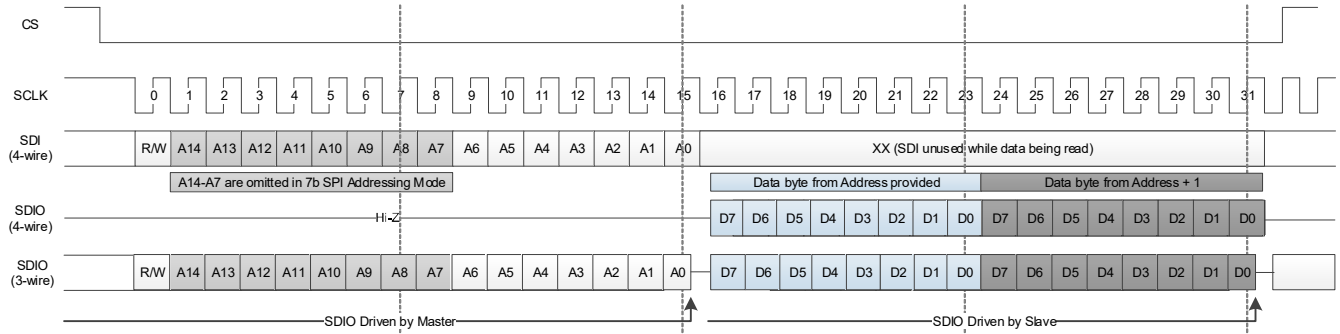 CS
SCLK 0 1 2 3 4 5 6 7 8 9 10 11 12 13 14 15 16 17 18 19 20 21 22 23 24 25 26 27 28 29 30 31
SDI R/W A14 A13 A12 A11 A10 A9 A8 A7 A6 A5 A4 A3 A2 A1 A0 XX (SDI unused while data being read)
(4-wire)
A14-A7 are omitted in 7b SPI Addressing Mode Data byte from Address provided Data byte from Address + 1
SDIO Hi-Z D7 D6 D5 D4 D3 D2 D1 D0 D7 D6 D5 D4 D3 D2 D1 D0
(4-wire)
SDIO R/W A14 A13 A12 A11 A10 A9 A8 A7 A6 A5 A4 A3 A2 A1 A0 D7 D6 D5 D4 D3 D2 D1 D0 D7 D6 D5 D4 D3 D2 D1 D0
(3-wire)
SDIO Driven by Master SDIO Driven by Slave